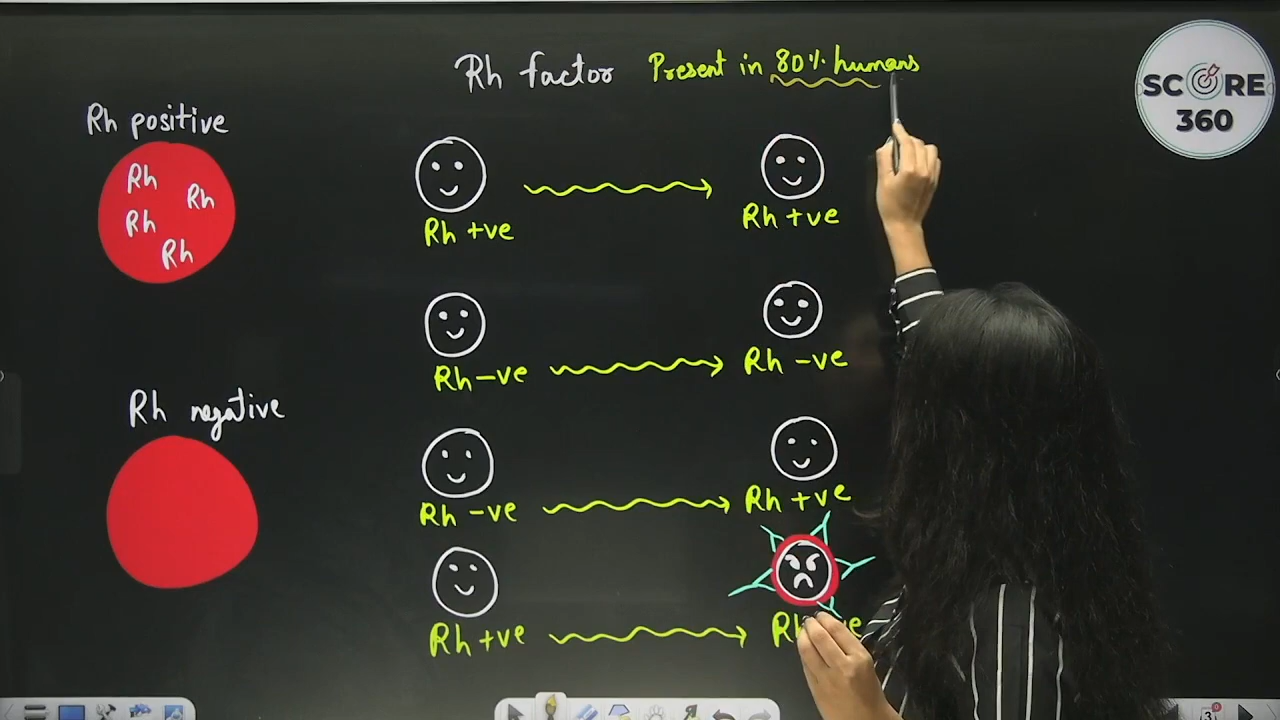 Rh factor Present in 80% humans
SCORE
360
Rh positive
Rh
Rh
Rh
Rh
Rh +ve
Rh +ve
Rh -ve
Rh -ve
Rh negative
Rh -ve
Rh +ve
Rh +ve
3